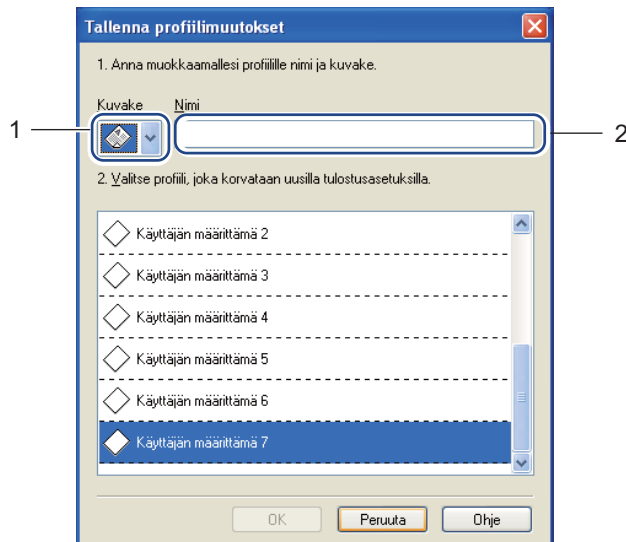 Tallenna profiilimuutokset
1. Anna muokkaamallesi profiilille nimi ja kuvake.
Kuvake Nimi
1 2
2. Valitse profiili, joka korvataan uusilla tulostusasetuksilla.
Käyttäjän määrittämä 2
Käyttäjän määrittämä 3
Käyttäjän määrittämä 4
Käyttäjän määrittämä 5
Käyttäjän määrittämä 6
Käyttäjän määrittämä 7
OK Peruuta Ohje